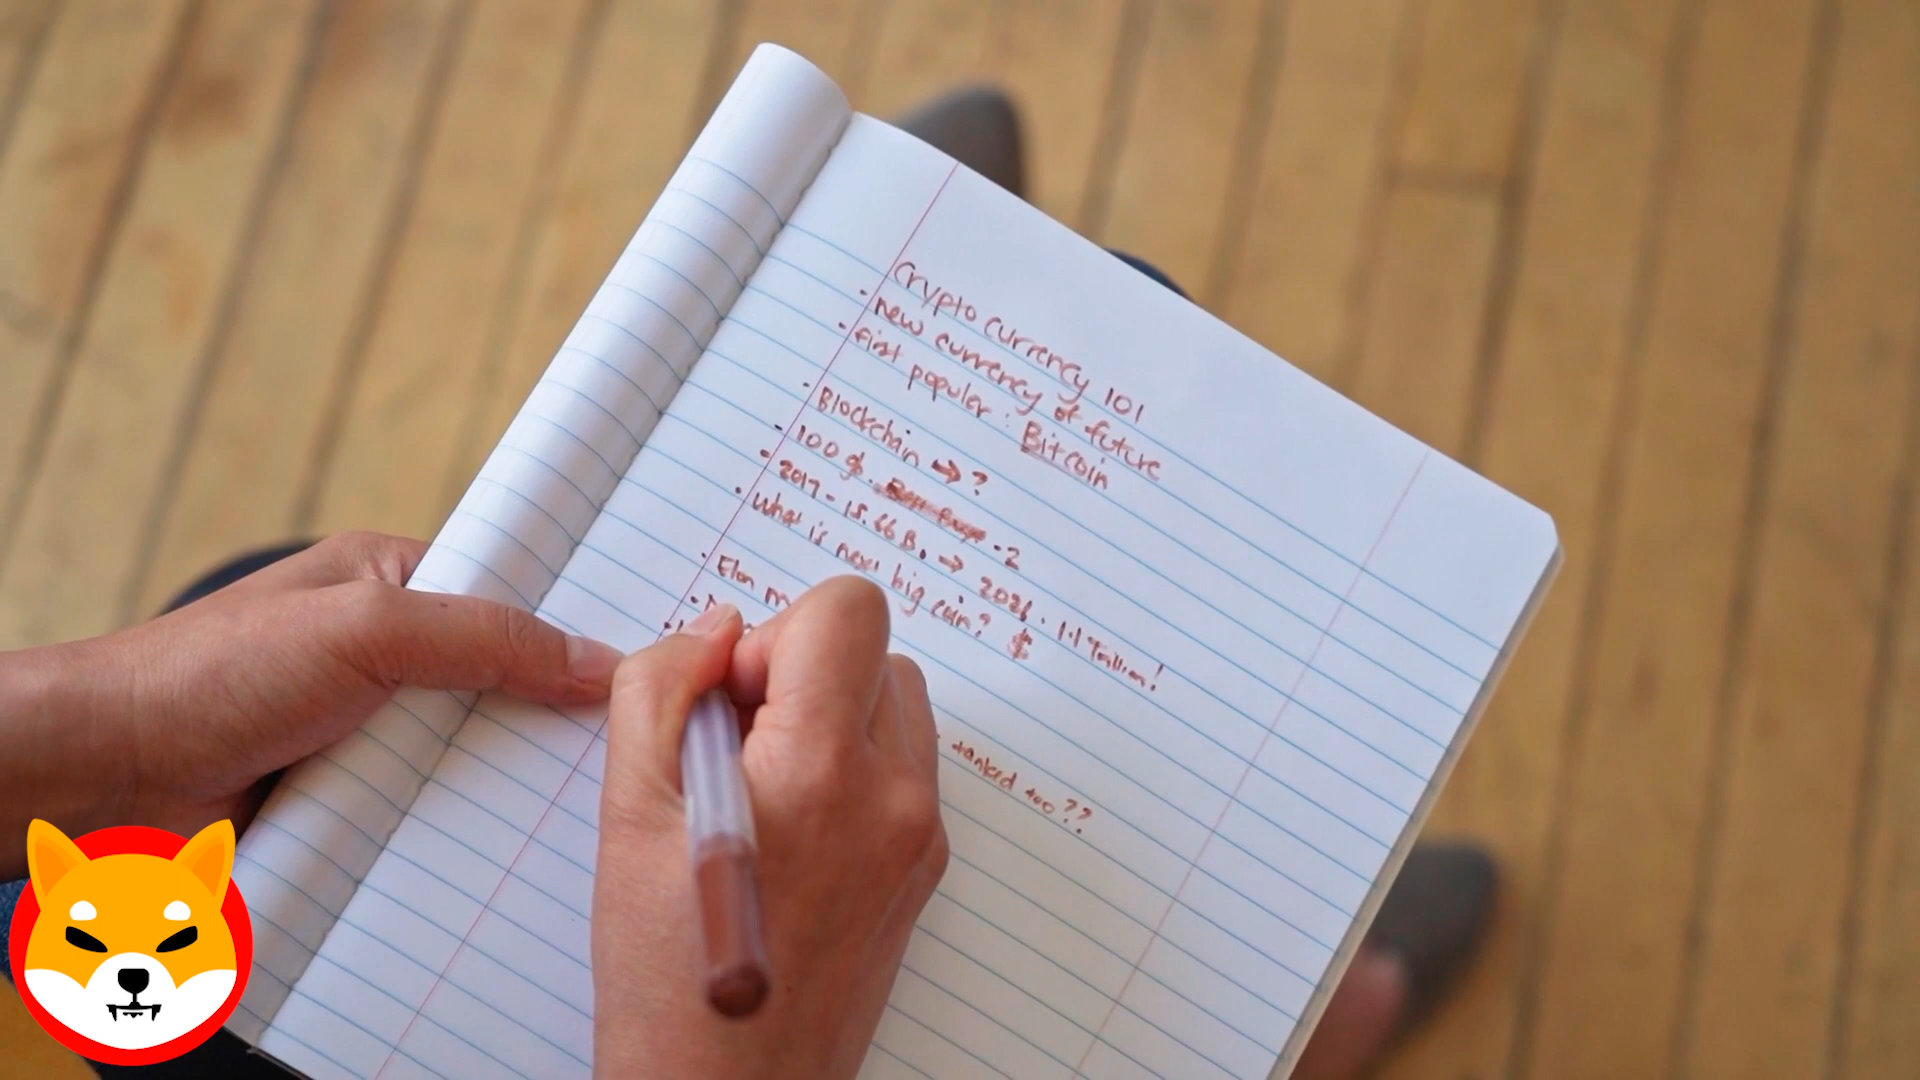 Crypto currency 101
· new currency of future
· first populer : Bitcoin
· Blockchain → ?
· 100 - 2
· 2017 - 15.66 B. → 1.1 Trillion!
· What is next big coin? $
· Elon
tanked too ??